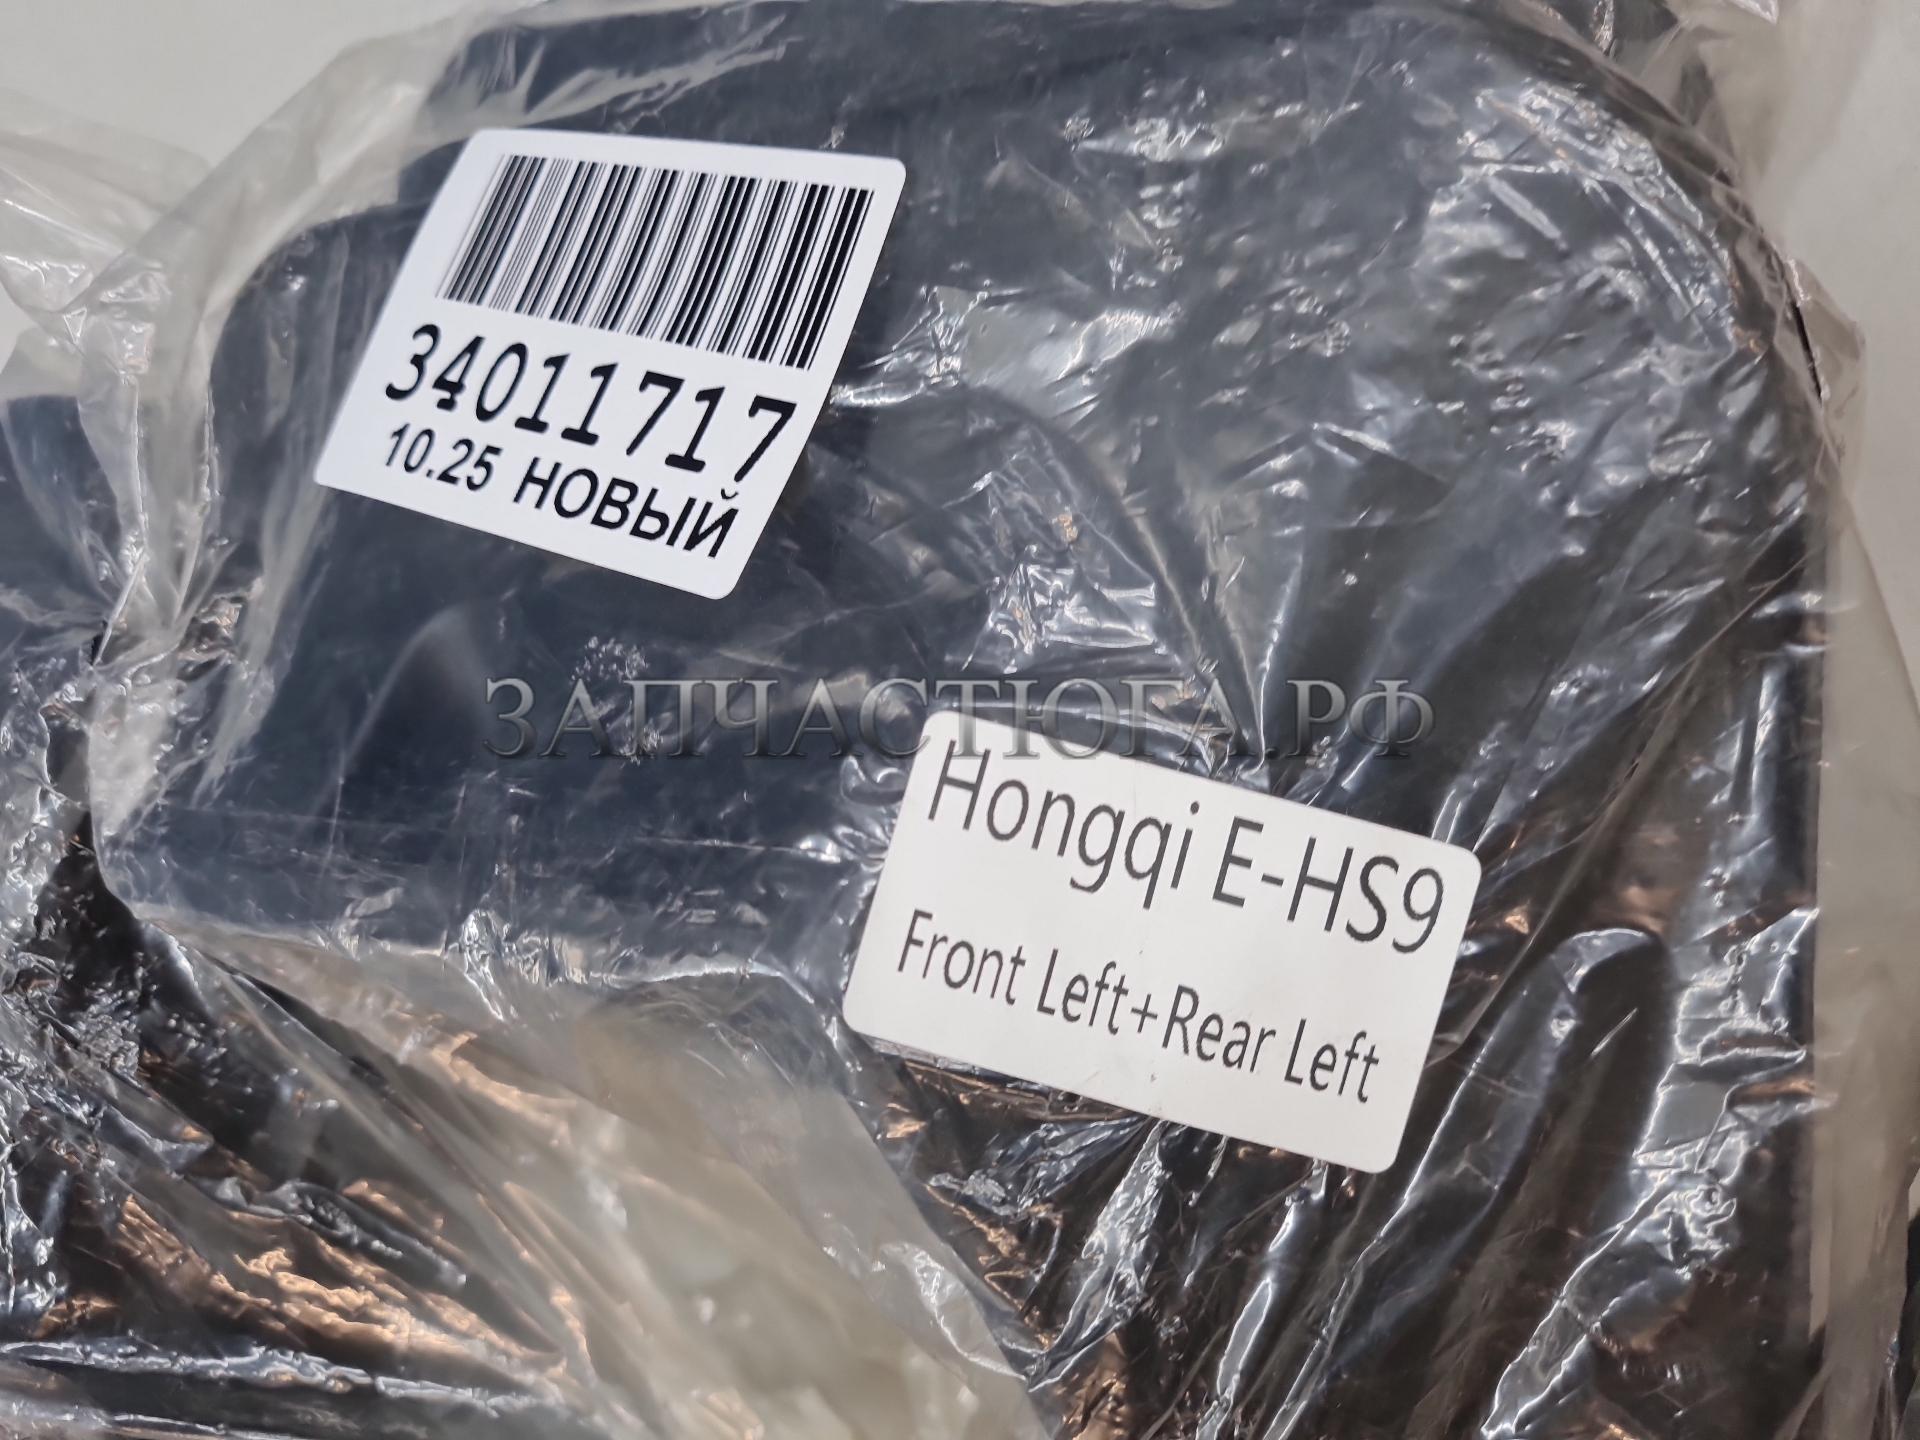 34011717
10.25 НОВЫЙ
ЗАПЧАСТЮГА.РФ
Hongqi E-HS9
Front Left+Rear Left